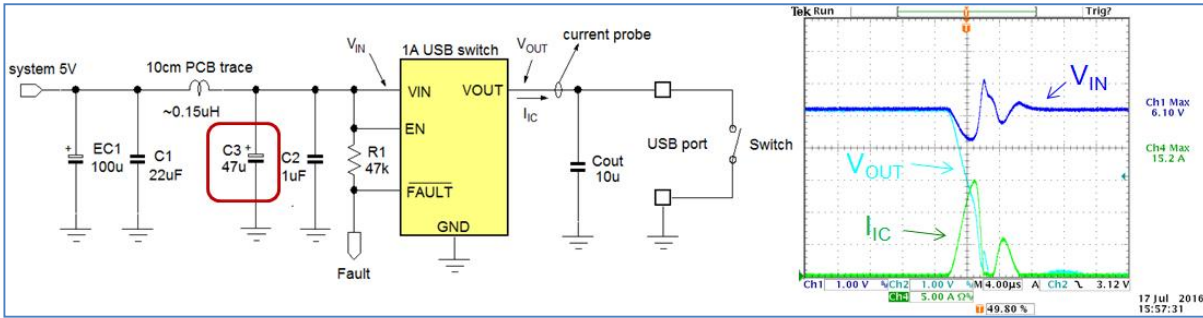 system 5V
10cm PCB trace
~0.15uH
EC1
100u
C1
22uF
C3
47u
C2
1uF
R1
47k
Fault
VIN
1A USB switch
VIN
EN
FAULT
VOUT
GND
VOUT
current probe
IIC
Cout
10u
USB port
Switch
Tek Run
Trig?
T
VIN
VOUT
IIC
Ch1 Max
6.10 V
Ch4 Max
15.2 A
Ch1 1.00 V Ch2 1.00 V M 4.00µs A Ch2 3.12 V
Ch4 5.00 A Ω
T 49.80 %
17 Jul 2016
15:57:31